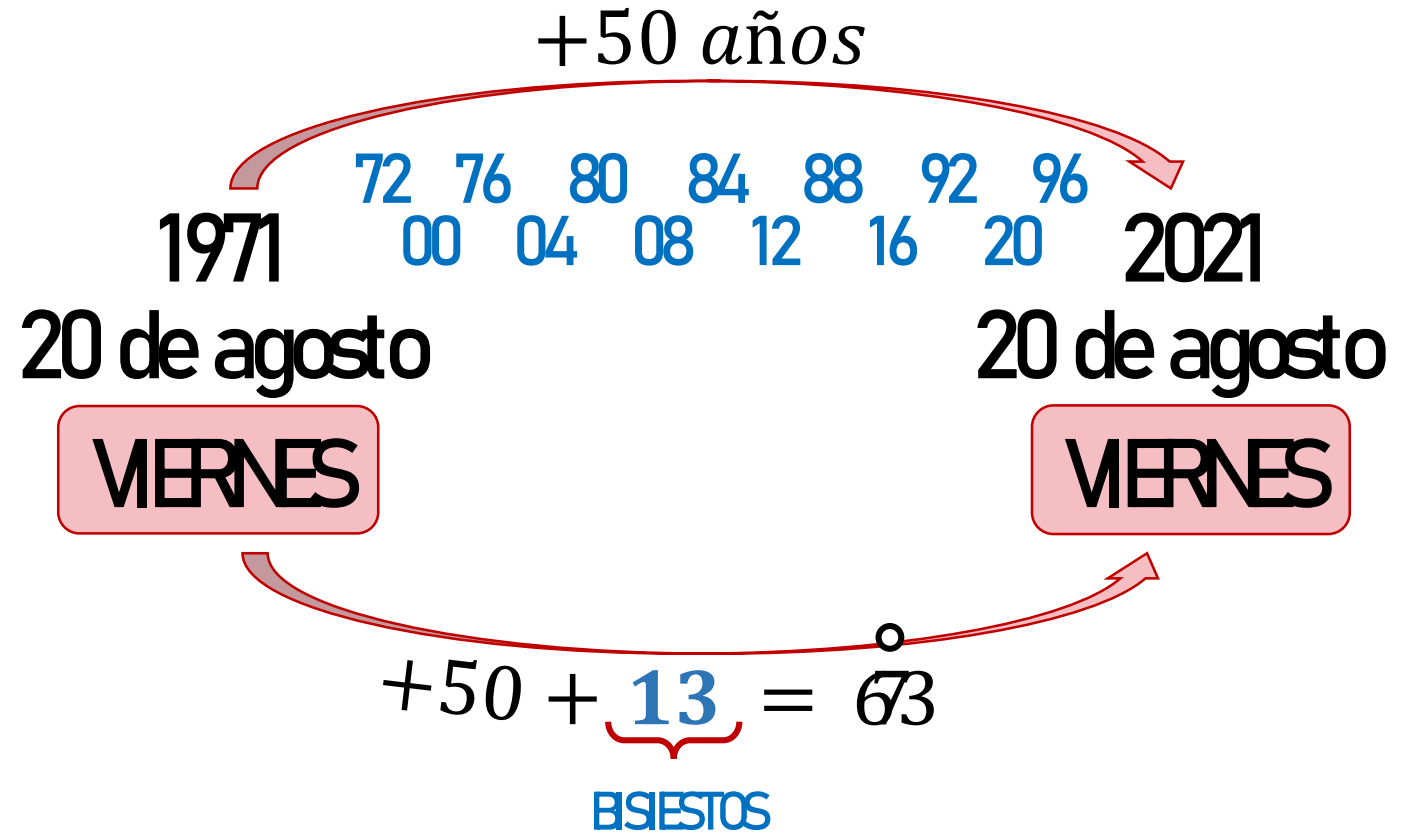 +50 años
72 76 80 84 88 92 96
1971 00 04 08 12 16 20 2021
20 de agosto 20 de agosto
VIERNES VIERNES
+50 + 13 = 63 7̊
BISIESTOS